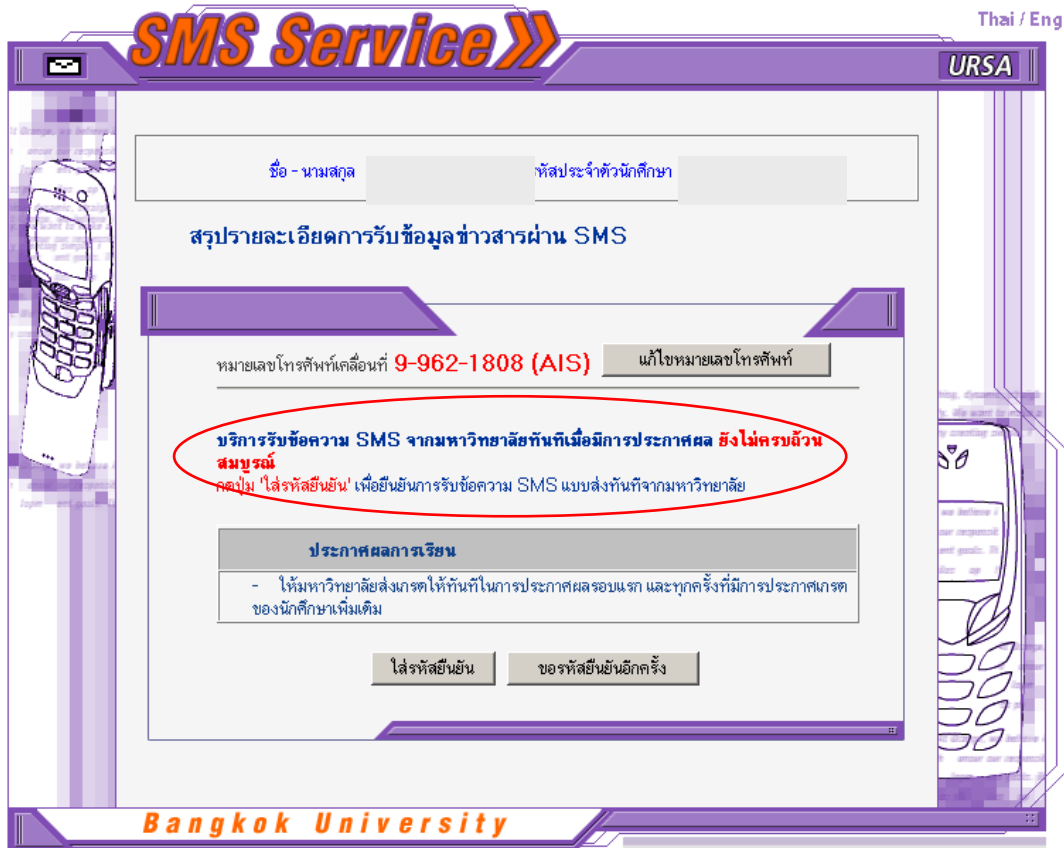 Thai / Eng
SMS Service
URSA
ชื่อ - นามสกุล หัสประจำตัวนักศึกษา
สรุปรายละเอียดการรับข้อมูลข่าวสารผ่าน SMS
หมายเลขโทรศัพท์เคลื่อนที่ 9-962-1808 (AIS) แก้ไขหมายเลขโทรศัพท์
บริการรับข้อความ SMS จากมหาวิทยาลัยทันทีเมื่อมีการประกาศผล ยังไม่ครบถ้วน
สมบูรณ์
กดปุ่ม 'ใส่รหัสยืนยัน' เพื่อยืนยันการรับข้อความ SMS แบบส่งทันทีจากมหาวิทยาลัย
ประกาศผลการเรียน
- ให้มหาวิทยาลัยส่งเกรดให้ทันทีในการประกาศผลรอบแรก และทุกครั้งที่มีการประกาศเกรด
ของนักศึกษาเพิ่มเติม
ใส่รหัสยืนยัน ขอรหัสยืนยันอีกครั้ง
Bangkok University